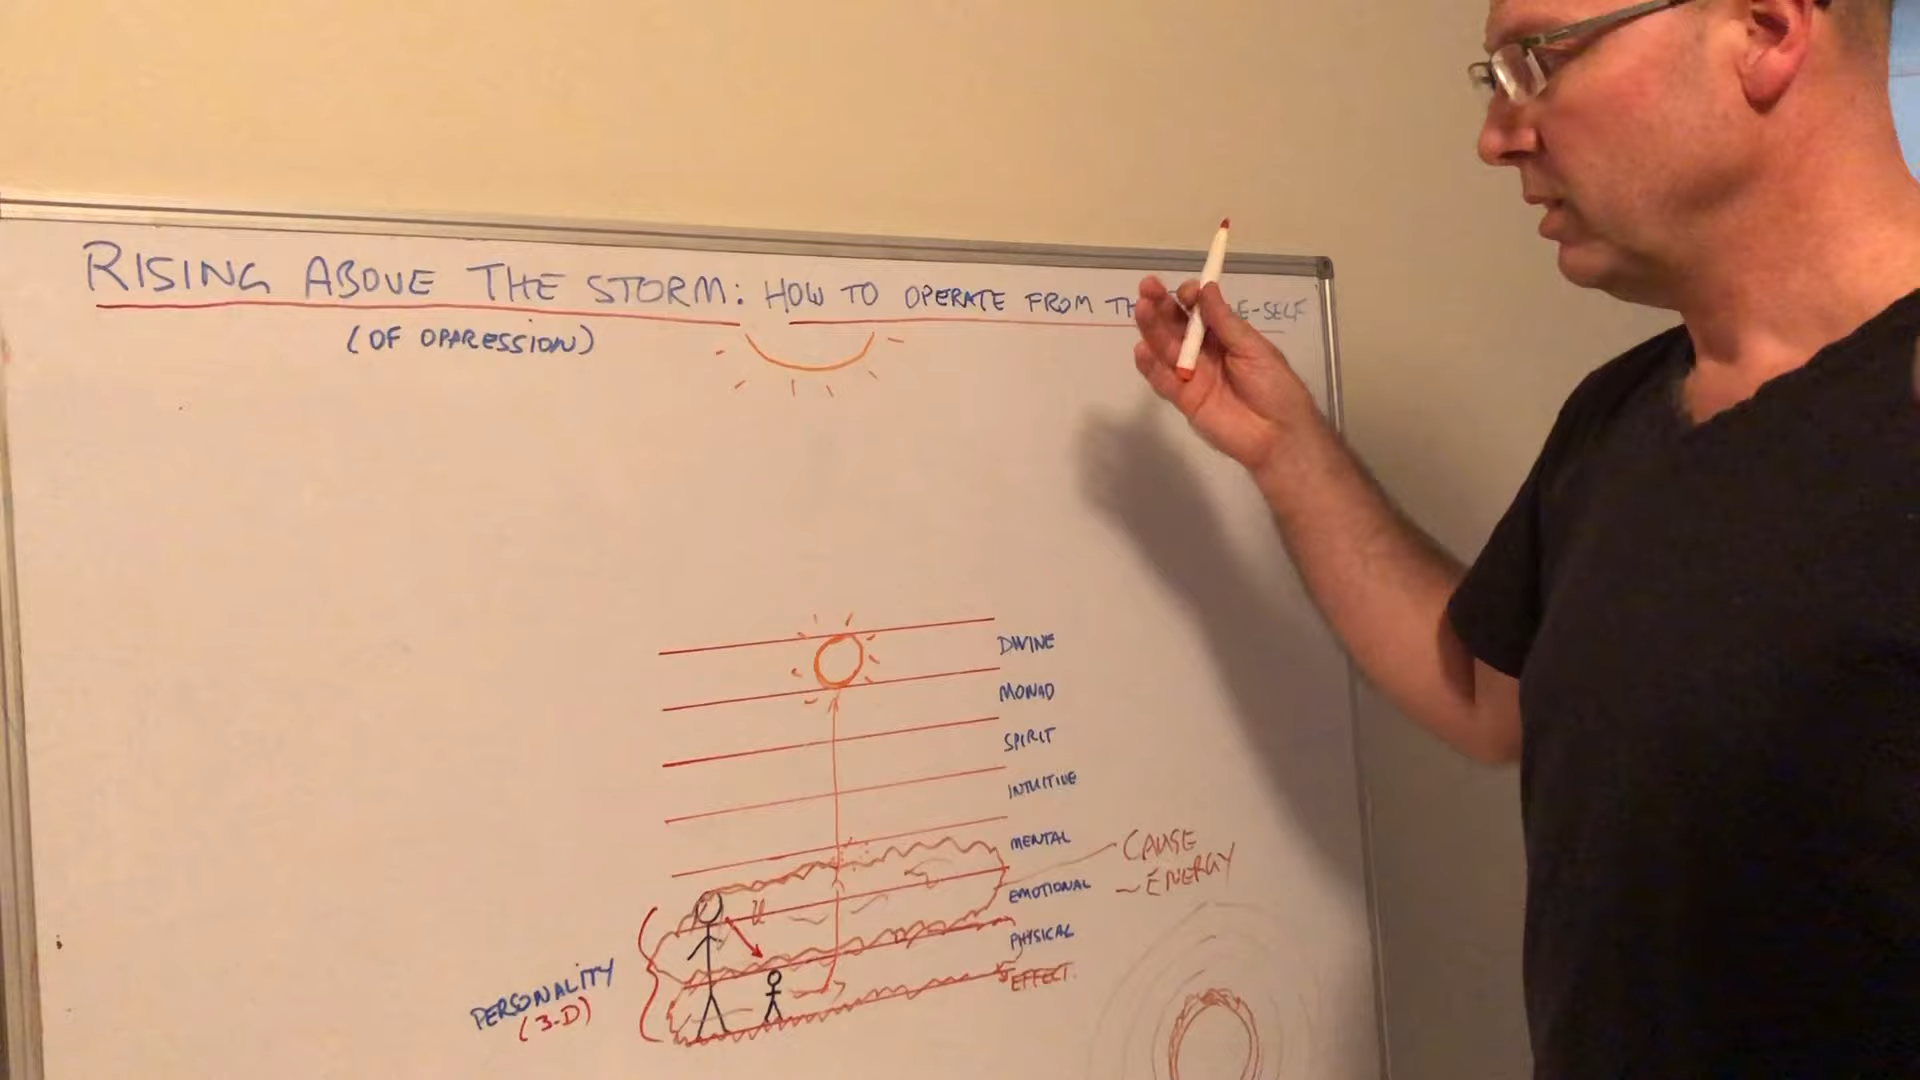 RISING ABOVE THE STORM: HOW TO OPERATE FROM TH E-SELF
(OF OPPRESSION)
DIVINE
MONAD
SPIRIT
INTUITIVE
MENTAL
CAUSE
EMOTIONAL
- ENERGY
PHYSICAL
EFFECT
PERSONALITY
(3-D)